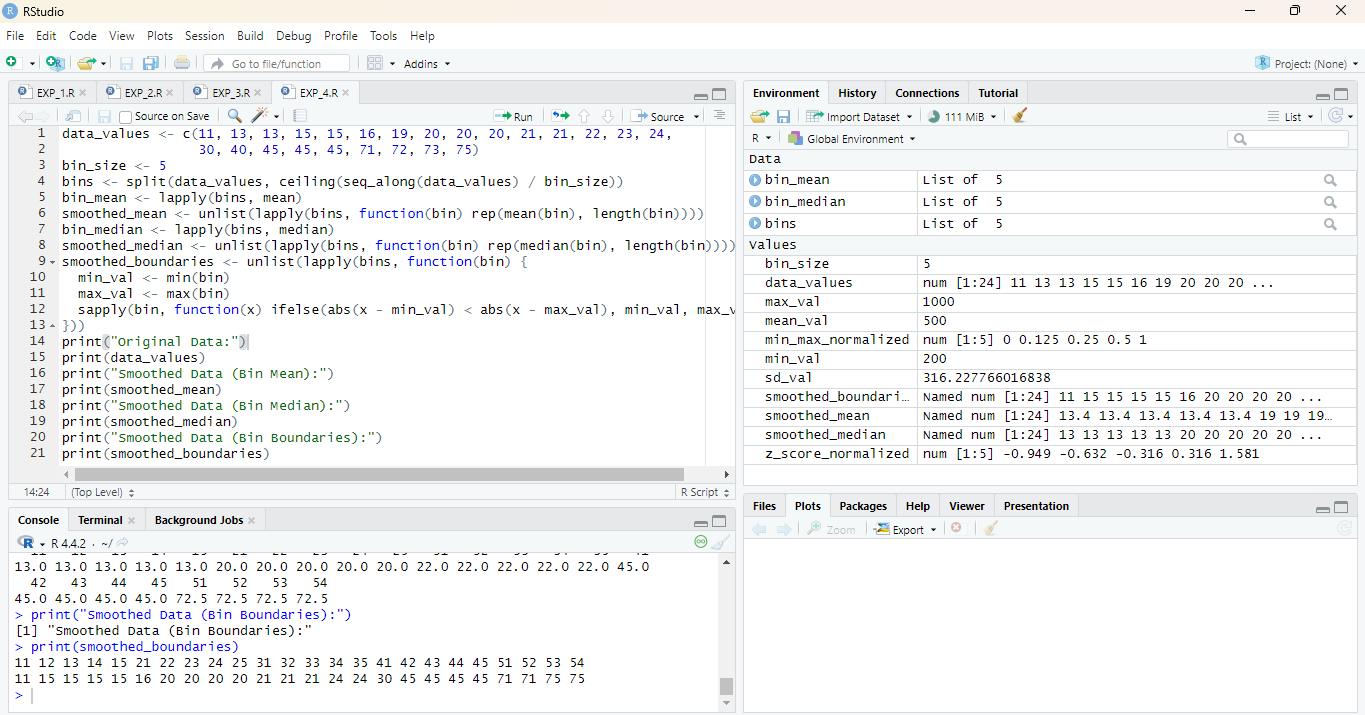 RStudio
File Edit Code View Plots Session Build Debug Profile Tools Help
Go to file/function Addins Project: (None)
EXP_1.R EXP_2.R EXP_3.R EXP_4.R
Source on Save Run Source
1 data_values <- c(11, 13, 13, 15, 15, 16, 19, 20, 20, 20, 21, 21, 22, 23, 24,
2 30, 40, 45, 45, 45, 71, 72, 73, 75)
3 bin_size <- 5
4 bins <- split(data_values, ceiling(seq_along(data_values) / bin_size))
5 bin_mean <- lapply(bins, mean)
6 smoothed_mean <- unlist(lapply(bins, function(bin) rep(mean(bin), length(bin))))
7 bin_median <- lapply(bins, median)
8 smoothed_median <- unlist(lapply(bins, function(bin) rep(median(bin), length(bin))))
9 smoothed_boundaries <- unlist(lapply(bins, function(bin) {
10 min_val <- min(bin)
11 max_val <- max(bin)
12 sapply(bin, function(x) ifelse(abs(x - min_val) < abs(x - max_val), min_val, max_v
13 }))
14 print("Original Data:")
15 print(data_values)
16 print("Smoothed Data (Bin Mean):")
17 print(smoothed_mean)
18 print("Smoothed Data (Bin Median):")
19 print(smoothed_median)
20 print("Smoothed Data (Bin Boundaries):")
21 print(smoothed_boundaries)
14:24 (Top Level) R Script
Console Terminal Background Jobs
R 4.4.2 · ~/
13.0 13.0 13.0 13.0 13.0 20.0 20.0 20.0 20.0 20.0 22.0 22.0 22.0 22.0 22.0 45.0
42 43 44 45 51 52 53 54
45.0 45.0 45.0 45.0 72.5 72.5 72.5 72.5
> print("Smoothed Data (Bin Boundaries):")
[1] "Smoothed Data (Bin Boundaries):"
> print(smoothed_boundaries)
11 12 13 14 15 21 22 23 24 25 31 32 33 34 35 41 42 43 44 45 51 52 53 54
11 15 15 15 15 16 20 20 20 20 21 21 21 24 24 30 45 45 45 45 71 71 75 75
>
Environment History Connections Tutorial
Import Dataset 111 MiB List
R Global Environment
Data
bin_mean List of 5
bin_median List of 5
bins List of 5
Values
bin_size 5
data_values num [1:24] 11 13 13 15 15 16 19 20 20 20 ...
max_val 1000
mean_val 500
min_max_normalized num [1:5] 0 0.125 0.25 0.5 1
min_val 200
sd_val 316.227766016838
smoothed_boundari… Named num [1:24] 11 15 15 15 15 16 20 20 20 20 ...
smoothed_mean Named num [1:24] 13.4 13.4 13.4 13.4 13.4 19 19 19…
smoothed_median Named num [1:24] 13 13 13 13 13 20 20 20 20 20 ...
z_score_normalized num [1:5] -0.949 -0.632 -0.316 0.316 1.581
Files Plots Packages Help Viewer Presentation
Zoom Export